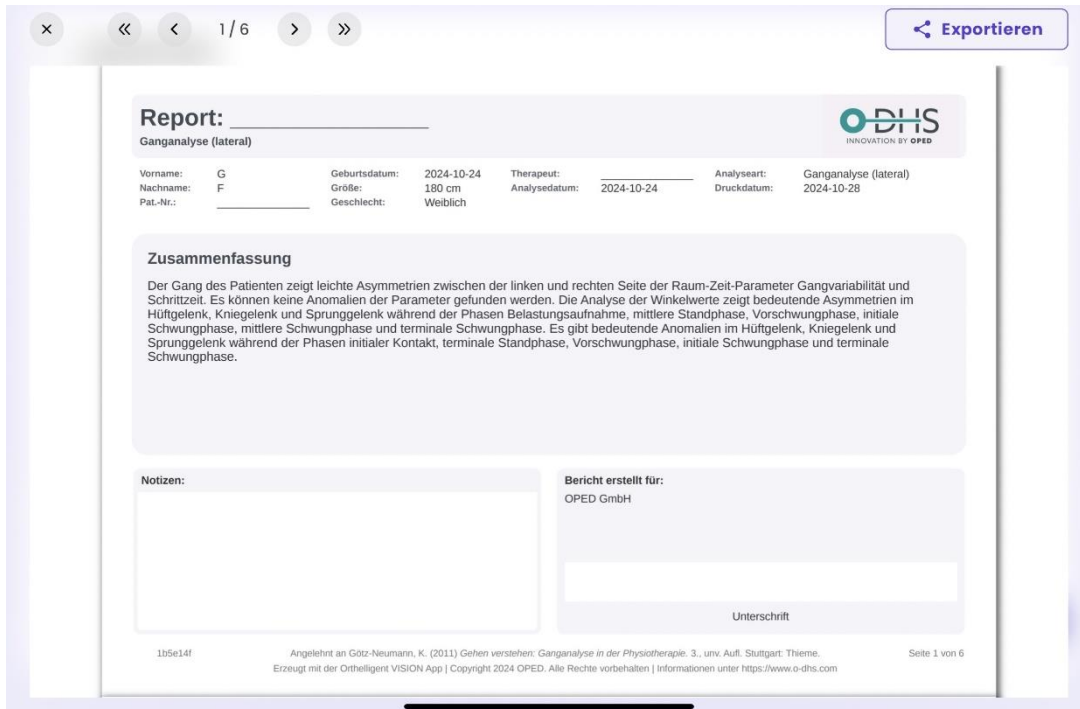 1 / 6
Exportieren
Report: ____________________
Ganganalyse (lateral)
O-DHS
INNOVATION BY OPED
Vorname: G
Nachname: F
Pat.-Nr.: ______________
Geburtsdatum: 2024-10-24
Größe: 180 cm
Geschlecht: Weiblich
Therapeut: ______________
Analysedatum: 2024-10-24
Analyseart: Ganganalyse (lateral)
Druckdatum: 2024-10-28
Zusammenfassung
Der Gang des Patienten zeigt leichte Asymmetrien zwischen der linken und rechten Seite der Raum-Zeit-Parameter Gangvariabilität und
Schrittzeit. Es können keine Anomalien der Parameter gefunden werden. Die Analyse der Winkelwerte zeigt bedeutende Asymmetrien im
Hüftgelenk, Kniegelenk und Sprunggelenk während der Phasen Belastungsaufnahme, mittlere Standphase, Vorschwungphase, initiale
Schwungphase, mittlere Schwungphase und terminale Schwungphase. Es gibt bedeutende Anomalien im Hüftgelenk, Kniegelenk und
Sprunggelenk während der Phasen initialer Kontakt, terminale Standphase, Vorschwungphase, initiale Schwungphase und terminale
Schwungphase.
Notizen:
Bericht erstellt für:
OPED GmbH
Unterschrift
1b5e14f
Angelehnt an Götz-Neumann, K. (2011) Gehen verstehen: Ganganalyse in der Physiotherapie. 3., unv. Aufl. Stuttgart: Thieme.
Erzeugt mit der Orthelligent VISION App | Copyright 2024 OPED. Alle Rechte vorbehalten | Informationen unter https://www.o-dhs.com
Seite 1 von 6